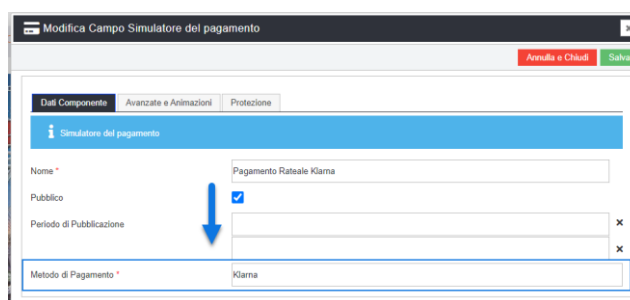 Modifica Campo Simulatore del pagamento
Annulla e Chiudi Salva
Dati Componente Avanzate e Animazioni Protezione
Simulatore del pagamento
Nome * Pagamento Rateale Klarna
Pubblico
Periodo di Pubblicazione
Metodo di Pagamento * Klarna